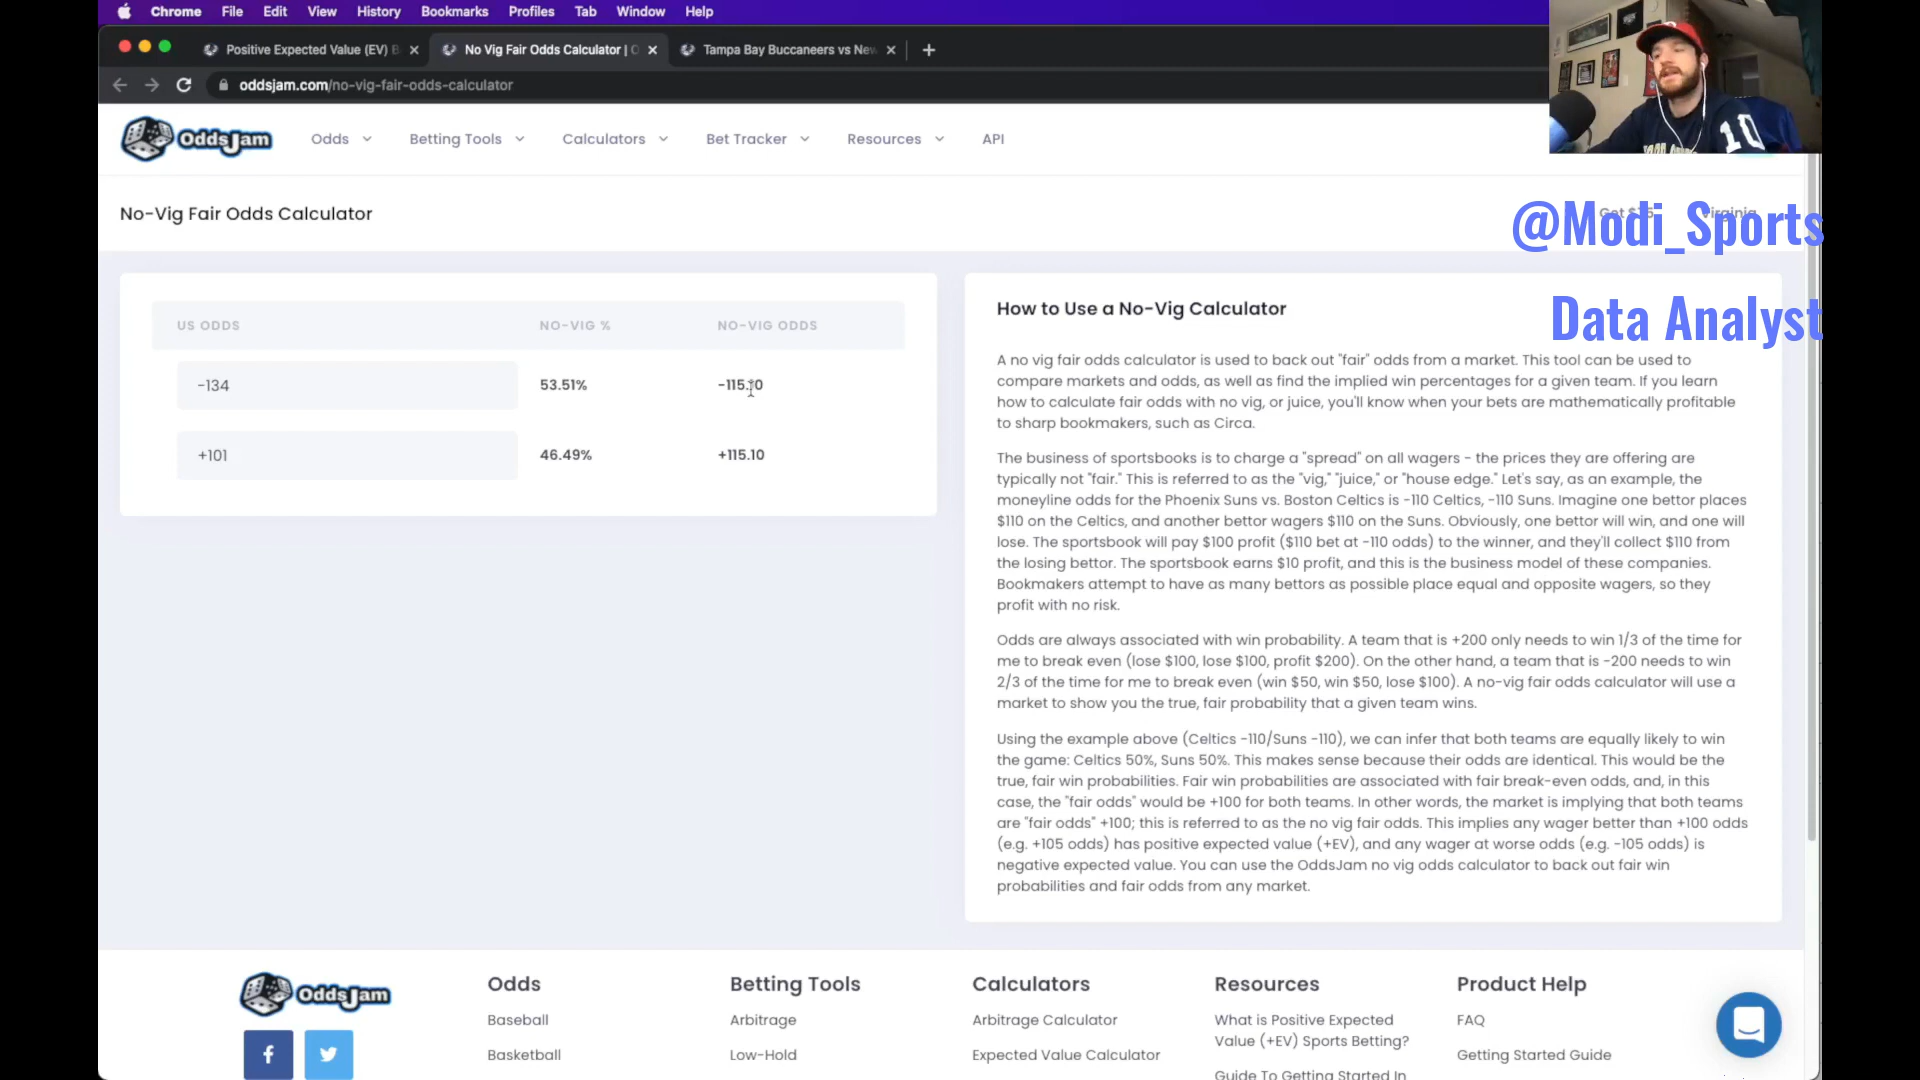 Chrome File Edit View History Bookmarks Profiles Tab Window Help
Positive Expected Value (EV) B
No Vig Fair Odds Calculator | O
Tampa Bay Buccaneers vs New
oddsjam.com/no-vig-fair-odds-calculator
OddsJam
Odds
Betting Tools
Calculators
Bet Tracker
Resources
API
10
No-Vig Fair Odds Calculator
Get
Virginia
@Modi_Sports
Data Analyst
US ODDS NO-VIG % NO-VIG ODDS
-134 53.51% -115.10
+101 46.49% +115.10
How to Use a No-Vig Calculator
A no vig fair odds calculator is used to back out "fair" odds from a market. This tool can be used to
compare markets and odds, as well as find the implied win percentages for a given team. If you learn
how to calculate fair odds with no vig, or juice, you'll know when your bets are mathematically profitable
to sharp bookmakers, such as Circa.
The business of sportsbooks is to charge a "spread" on all wagers - the prices they are offering are
typically not "fair." This is referred to as the "vig," "juice," or "house edge." Let's say, as an example, the
moneyline odds for the Phoenix Suns vs. Boston Celtics is -110 Celtics, -110 Suns. Imagine one bettor places
$110 on the Celtics, and another bettor wagers $110 on the Suns. Obviously, one bettor will win, and one will
lose. The sportsbook will pay $100 profit ($110 bet at -110 odds) to the winner, and they'll collect $110 from
the losing bettor. The sportsbook earns $10 profit, and this is the business model of these companies.
Bookmakers attempt to have as many bettors as possible place equal and opposite wagers, so they
profit with no risk.
Odds are always associated with win probability. A team that is +200 only needs to win 1/3 of the time for
me to break even (lose $100, lose $100, profit $200). On the other hand, a team that is -200 needs to win
2/3 of the time for me to break even (win $50, win $50, lose $100). A no-vig fair odds calculator will use a
market to show you the true, fair probability that a given team wins.
Using the example above (Celtics -110/Suns -110), we can infer that both teams are equally likely to win
the game: Celtics 50%, Suns 50%. This makes sense because their odds are identical. This would be the
true, fair win probabilities. Fair win probabilities are associated with fair break-even odds, and, in this
case, the "fair odds" would be +100 for both teams. In other words, the market is implying that both teams
are "fair odds" +100; this is referred to as the no vig fair odds. This implies any wager better than +100 odds
(e.g. +105 odds) has positive expected value (+EV), and any wager at worse odds (e.g. -105 odds) is
negative expected value. You can use the OddsJam no vig odds calculator to back out fair win
probabilities and fair odds from any market.
OddsJam
Odds
Baseball
Basketball
Betting Tools
Arbitrage
Low-Hold
Calculators
Arbitrage Calculator
Expected Value Calculator
Resources
What is Positive Expected
Value (+EV) Sports Betting?
Guide To Getting Started In
Product Help
FAQ
Getting Started Guide